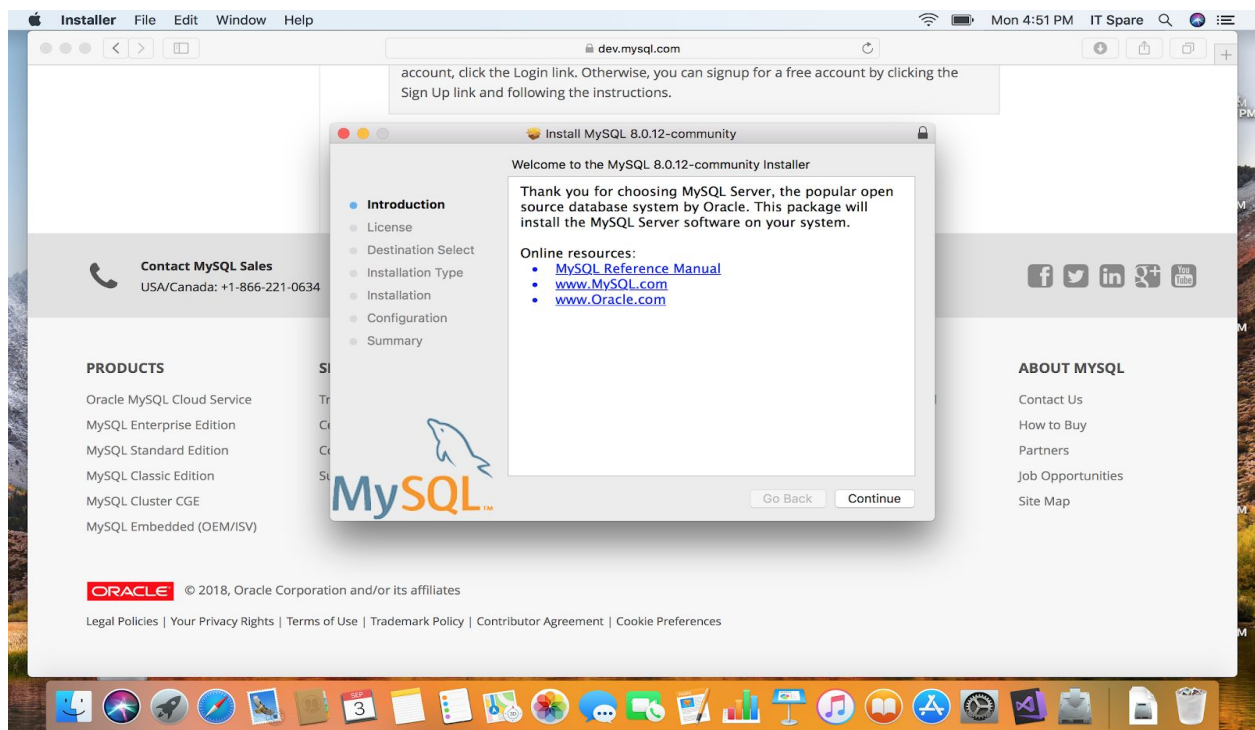 Installer File Edit Window Help Mon 4:51 PM IT Spare
dev.mysql.com
account, click the Login link. Otherwise, you can signup for a free account by clicking the
Sign Up link and following the instructions.
Install MySQL 8.0.12-community
Welcome to the MySQL 8.0.12-community Installer
Introduction
License
Destination Select
Installation Type
Installation
Configuration
Summary
Thank you for choosing MySQL Server, the popular open
source database system by Oracle. This package will
install the MySQL Server software on your system.
Online resources:
• MySQL Reference Manual
• www.MySQL.com
• www.Oracle.com
MySQL™
Go Back Continue
Contact MySQL Sales
USA/Canada: +1-866-221-0634
You
Tube
PRODUCTS
Oracle MySQL Cloud Service
MySQL Enterprise Edition
MySQL Standard Edition
MySQL Classic Edition
MySQL Cluster CGE
MySQL Embedded (OEM/ISV)
ABOUT MYSQL
Contact Us
How to Buy
Partners
Job Opportunities
Site Map
ORACLE © 2018, Oracle Corporation and/or its affiliates
Legal Policies | Your Privacy Rights | Terms of Use | Trademark Policy | Contributor Agreement | Cookie Preferences
SEP
3